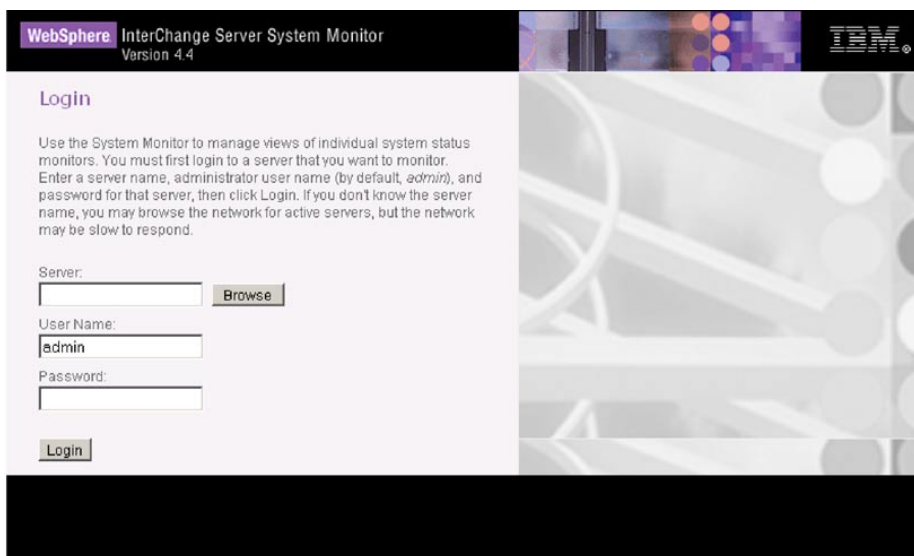 WebSphere InterChange Server System Monitor
Version 4.4
IBM®
Login
Use the System Monitor to manage views of individual system status
monitors. You must first login to a server that you want to monitor.
Enter a server name, administrator user name (by default, admin), and
password for that server, then click Login. If you don't know the server
name, you may browse the network for active servers, but the network
may be slow to respond.
Server:
Browse
User Name:
admin
Password:
Login